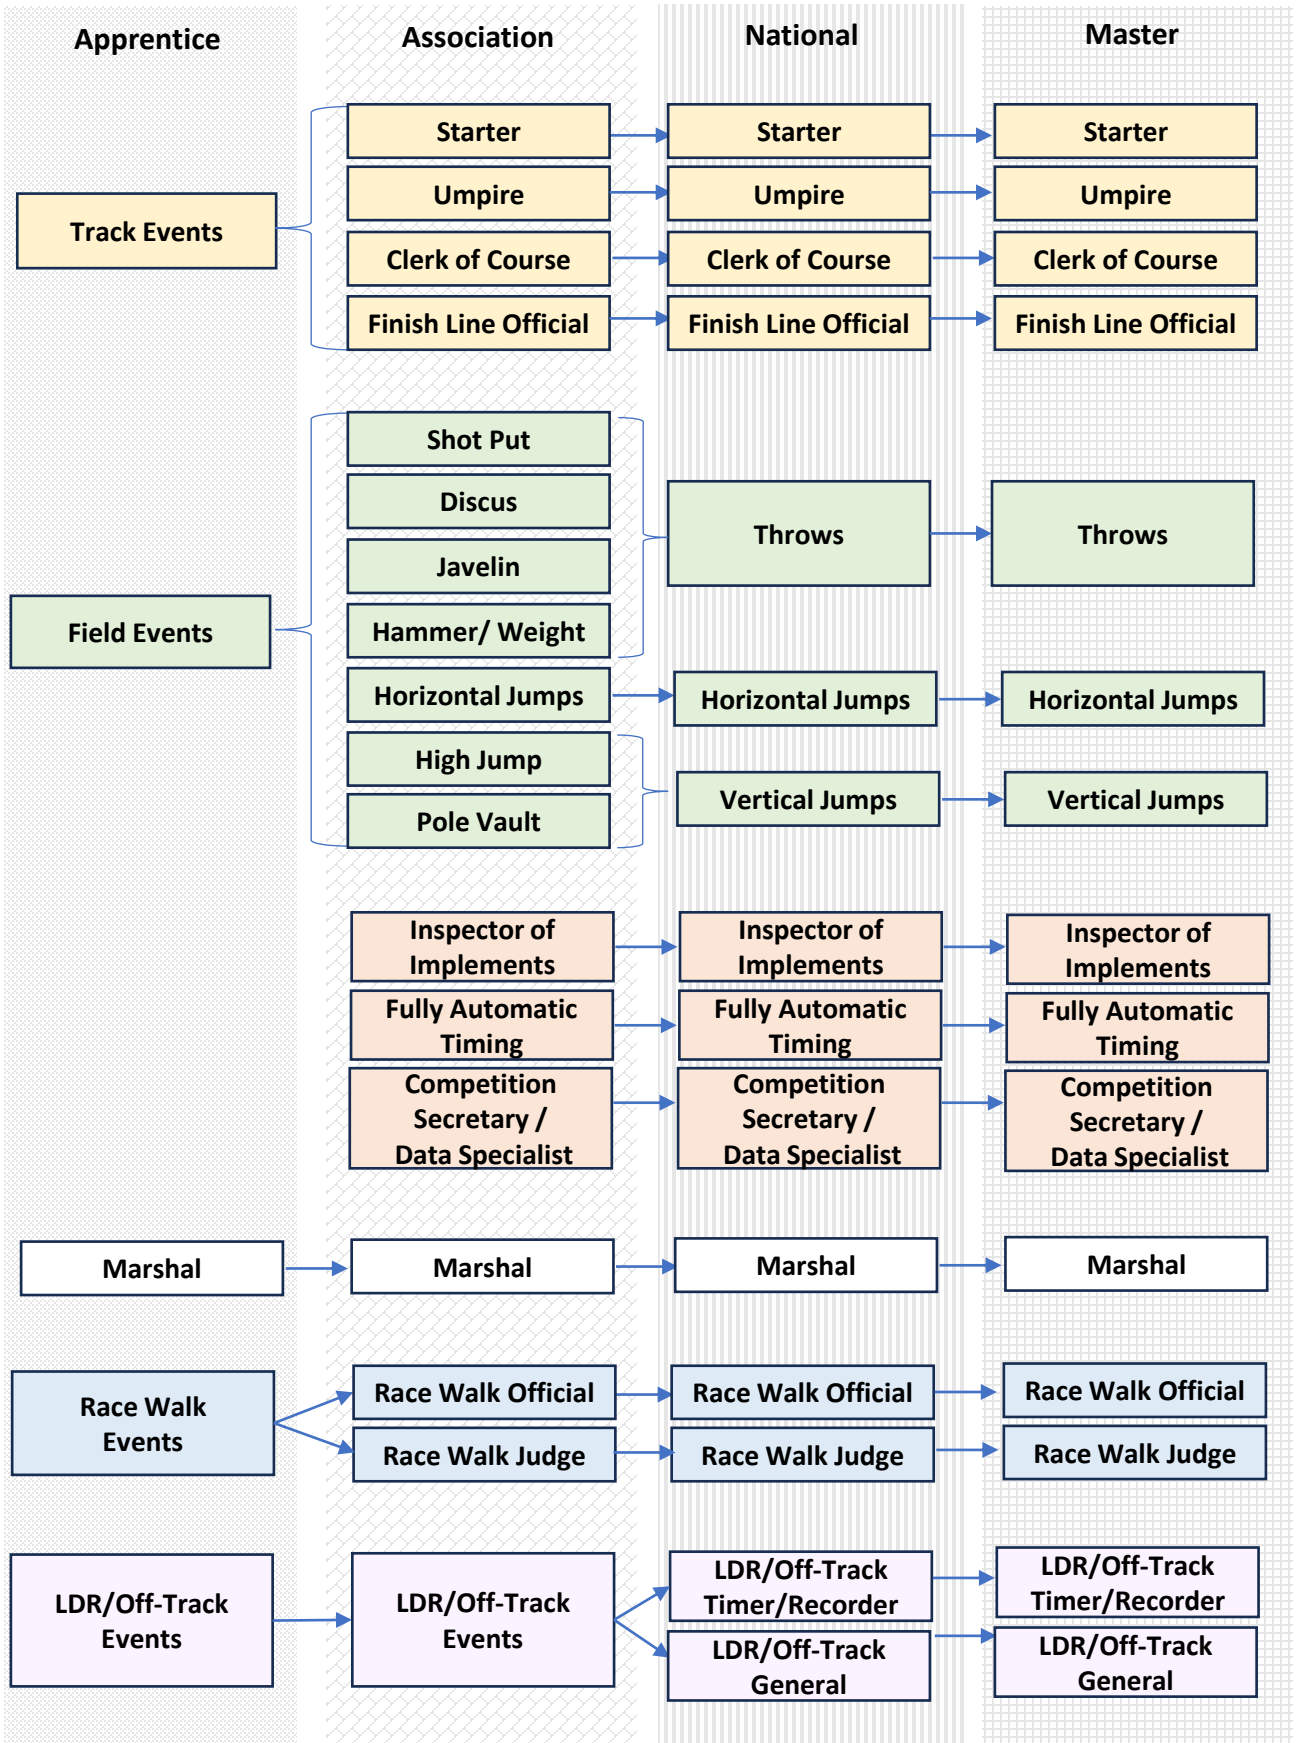 Apprentice
Association
National
Master
Track Events
Starter
Starter
Starter
Umpire
Umpire
Umpire
Clerk of Course
Clerk of Course
Clerk of Course
Finish Line Official
Finish Line Official
Finish Line Official
Field Events
Shot Put
Discus
Javelin
Hammer/ Weight
Throws
Throws
Horizontal Jumps
Horizontal Jumps
Horizontal Jumps
High Jump
Pole Vault
Vertical Jumps
Vertical Jumps
Inspector of
Implements
Inspector of
Implements
Inspector of
Implements
Fully Automatic
Timing
Fully Automatic
Timing
Fully Automatic
Timing
Competition
Secretary /
Data Specialist
Competition
Secretary /
Data Specialist
Competition
Secretary /
Data Specialist
Marshal
Marshal
Marshal
Marshal
Race Walk
Events
Race Walk Official
Race Walk Official
Race Walk Official
Race Walk Judge
Race Walk Judge
Race Walk Judge
LDR/Off-Track
Events
LDR/Off-Track
Events
LDR/Off-Track
Timer/Recorder
LDR/Off-Track
Timer/Recorder
LDR/Off-Track
General
LDR/Off-Track
General